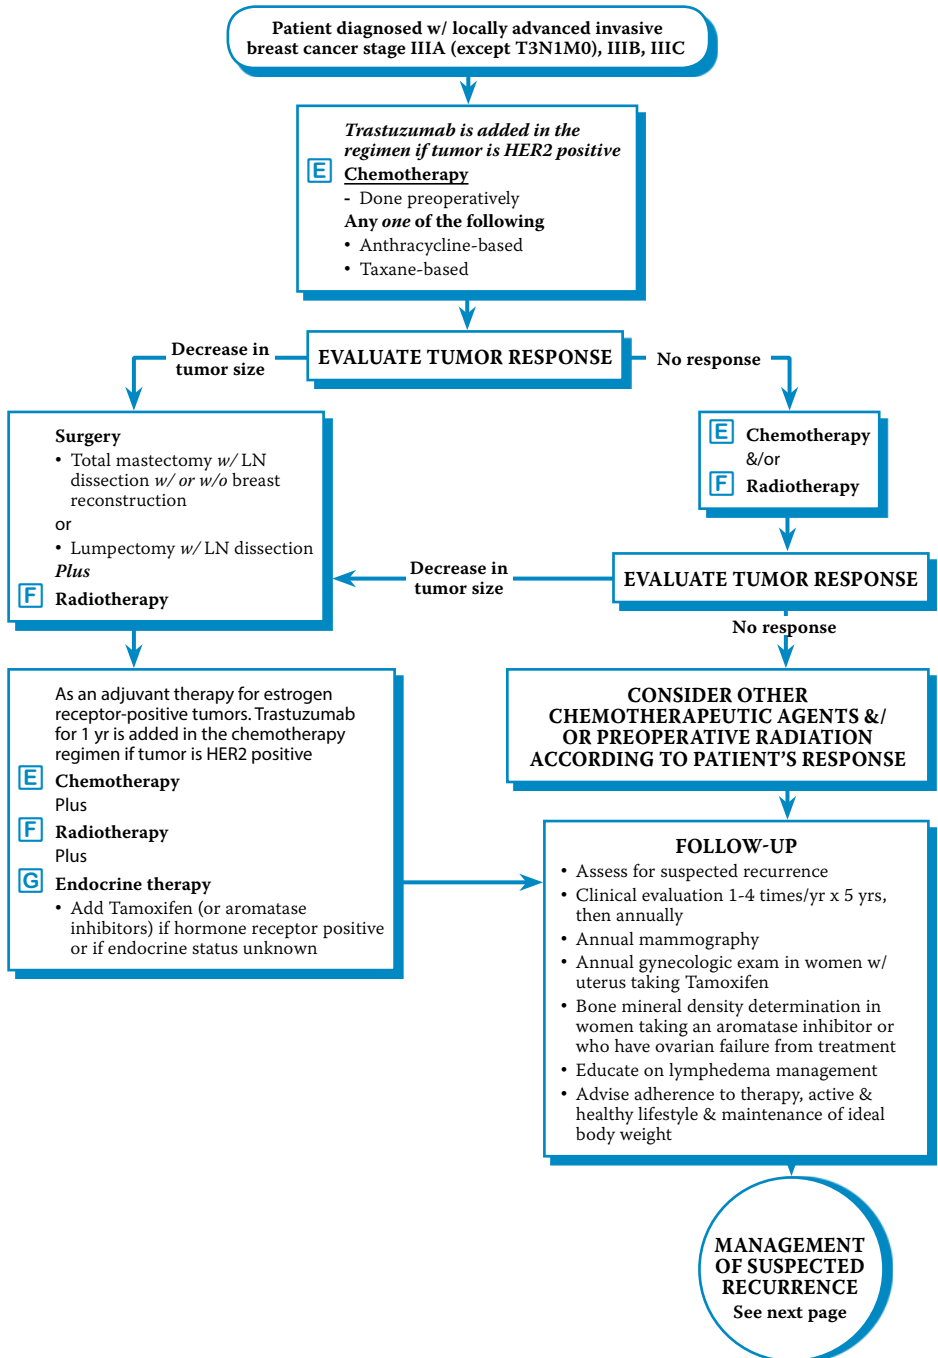 Patient diagnosed w/ locally advanced invasive
breast cancer stage IIIA (except T3N1M0), IIIB, IIIC
Trastuzumab is added in the
regimen if tumor is HER2 positive
E Chemotherapy
- Done preoperatively
Any one of the following
• Anthracycline-based
• Taxane-based
EVALUATE TUMOR RESPONSE
Decrease in
tumor size
No response
Surgery
• Total mastectomy w/ LN
dissection w/ or w/o breast
reconstruction
or
• Lumpectomy w/ LN dissection
Plus
F Radiotherapy
E Chemotherapy
&/or
F Radiotherapy
EVALUATE TUMOR RESPONSE
Decrease in
tumor size
No response
As an adjuvant therapy for estrogen
receptor-positive tumors. Trastuzumab
for 1 yr is added in the chemotherapy
regimen if tumor is HER2 positive
E Chemotherapy
Plus
F Radiotherapy
Plus
G Endocrine therapy
• Add Tamoxifen (or aromatase
inhibitors) if hormone receptor positive
or if endocrine status unknown
CONSIDER OTHER
CHEMOTHERAPEUTIC AGENTS &/
OR PREOPERATIVE RADIATION
ACCORDING TO PATIENT'S RESPONSE
FOLLOW-UP
• Assess for suspected recurrence
• Clinical evaluation 1-4 times/yr x 5 yrs,
then annually
• Annual mammography
• Annual gynecologic exam in women w/
uterus taking Tamoxifen
• Bone mineral density determination in
women taking an aromatase inhibitor or
who have ovarian failure from treatment
• Educate on lymphedema management
• Advise adherence to therapy, active &
healthy lifestyle & maintenance of ideal
body weight
MANAGEMENT
OF SUSPECTED
RECURRENCE
See next page